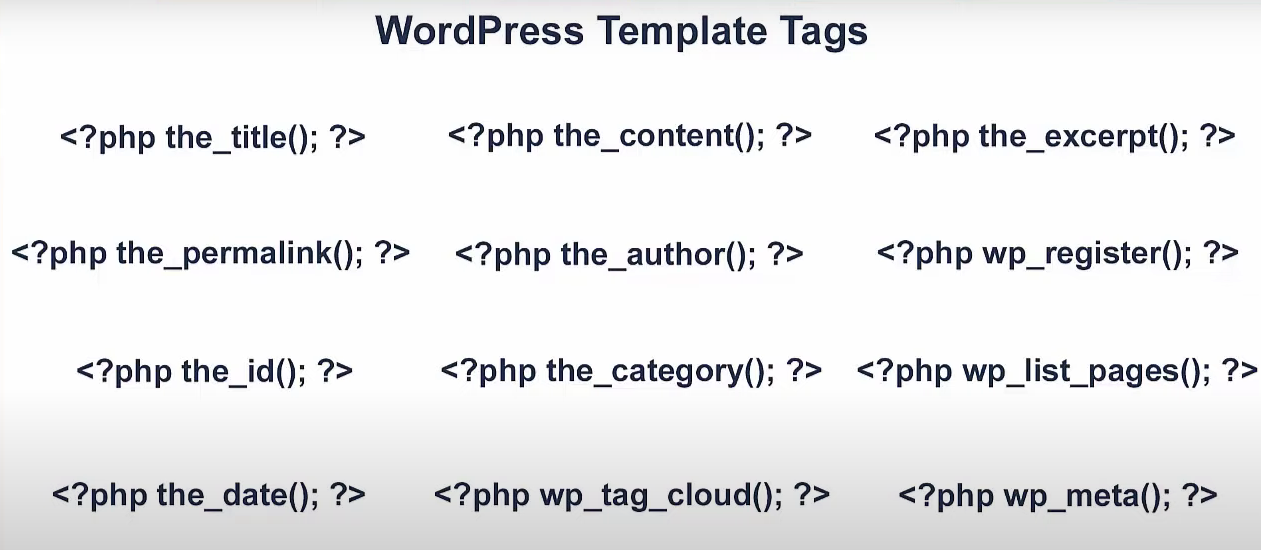 WordPress Template Tags
<?php the_title(); ?> <?php the_content(); ?> <?php the_excerpt(); ?>
<?php the_permalink(); ?> <?php the_author(); ?> <?php wp_register(); ?>
<?php the_id(); ?> <?php the_category(); ?> <?php wp_list_pages(); ?>
<?php the_date(); ?> <?php wp_tag_cloud(); ?> <?php wp_meta(); ?>